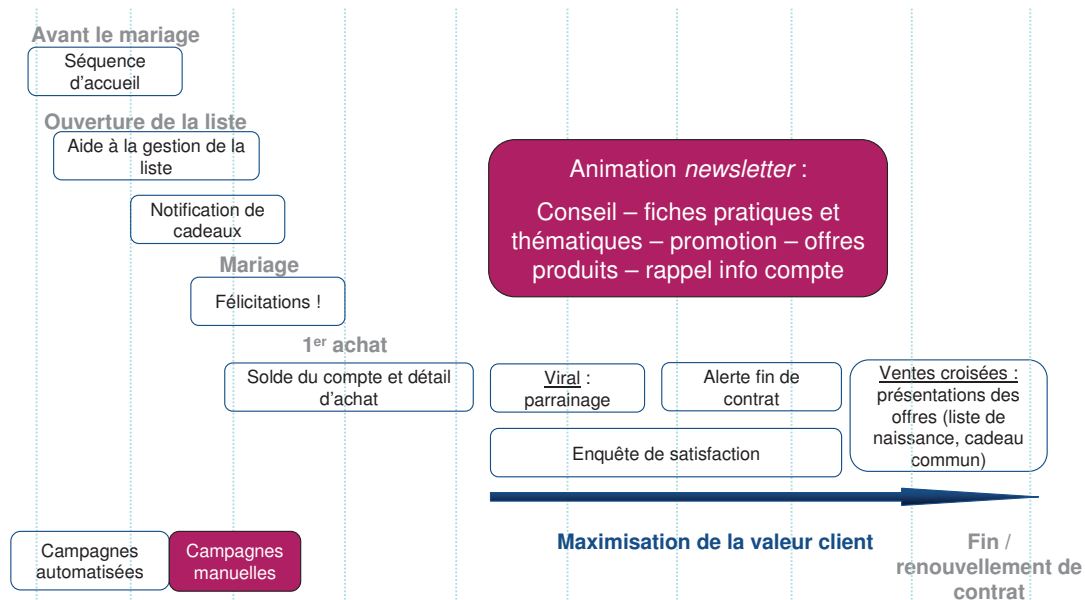 Avant le mariage
Séquence
d'accueil
Ouverture de la liste
Aide à la gestion de la
liste
Notification de
cadeaux
Mariage
Félicitations !
1er achat
Solde du compte et détail
d'achat
Animation newsletter :
Conseil – fiches pratiques et
thématiques – promotion – offres
produits – rappel info compte
Viral :
parrainage
Alerte fin de
contrat
Enquête de satisfaction
Ventes croisées :
présentations des
offres (liste de
naissance, cadeau
commun)
Maximisation de la valeur client
Fin /
renouvellement de
contrat
Campagnes
automatisées
Campagnes
manuelles